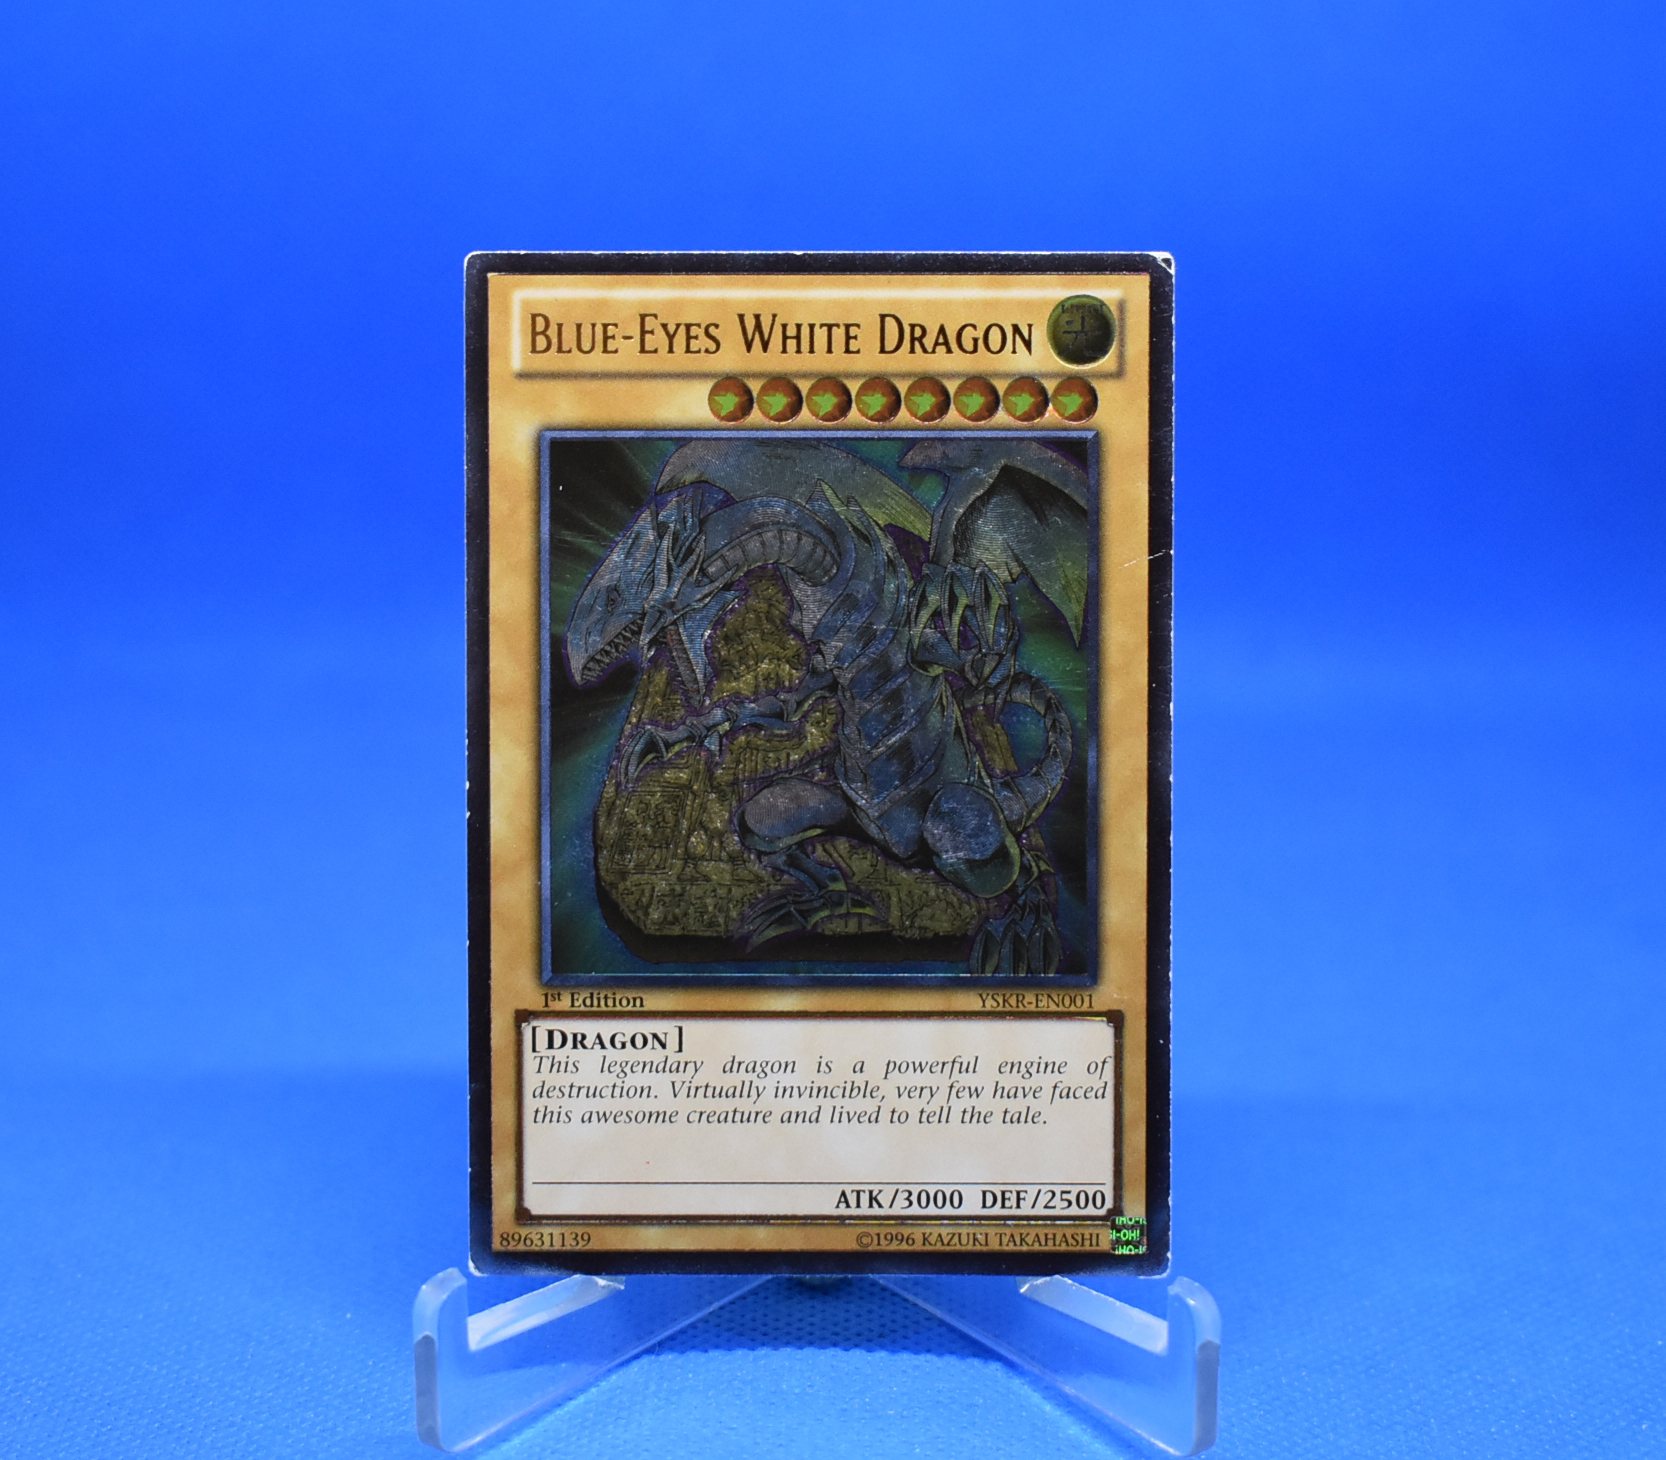 BLUE-EYES WHITE DRAGON
1st Edition
YSKR-EN001
[DRAGON]
This legendary dragon is a powerful engine of
destruction. Virtually invincible, very few have faced
this awesome creature and lived to tell the tale.
ATK/3000 DEF/2500
89631139
©1996 KAZUKI TAKAHASHI